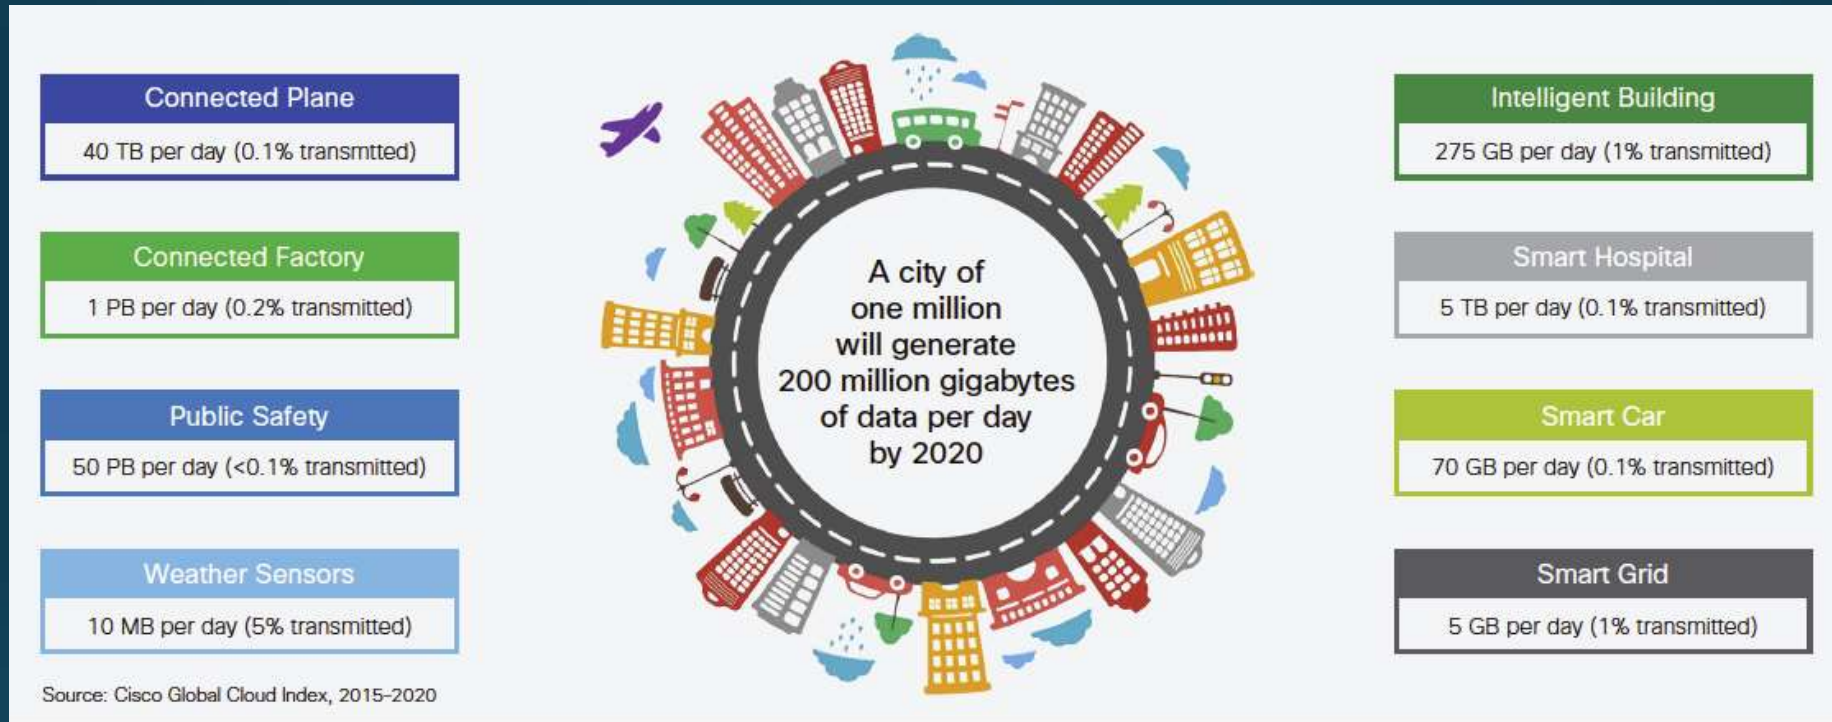 Connected Plane
40 TB per day (0.1% transmtted)
Connected Factory
1 PB per day (0.2% transmitted)
Public Safety
50 PB per day (<0.1% transmitted)
Weather Sensors
10 MB per day (5% transmitted)
Source: Cisco Global Cloud Index, 2015–2020
A city of
one million
will generate
200 million gigabytes
of data per day
by 2020
Intelligent Building
275 GB per day (1% transmitted)
Smart Hospital
5 TB per day (0.1% transmitted)
Smart Car
70 GB per day (0.1% transmitted)
Smart Grid
5 GB per day (1% transmitted)